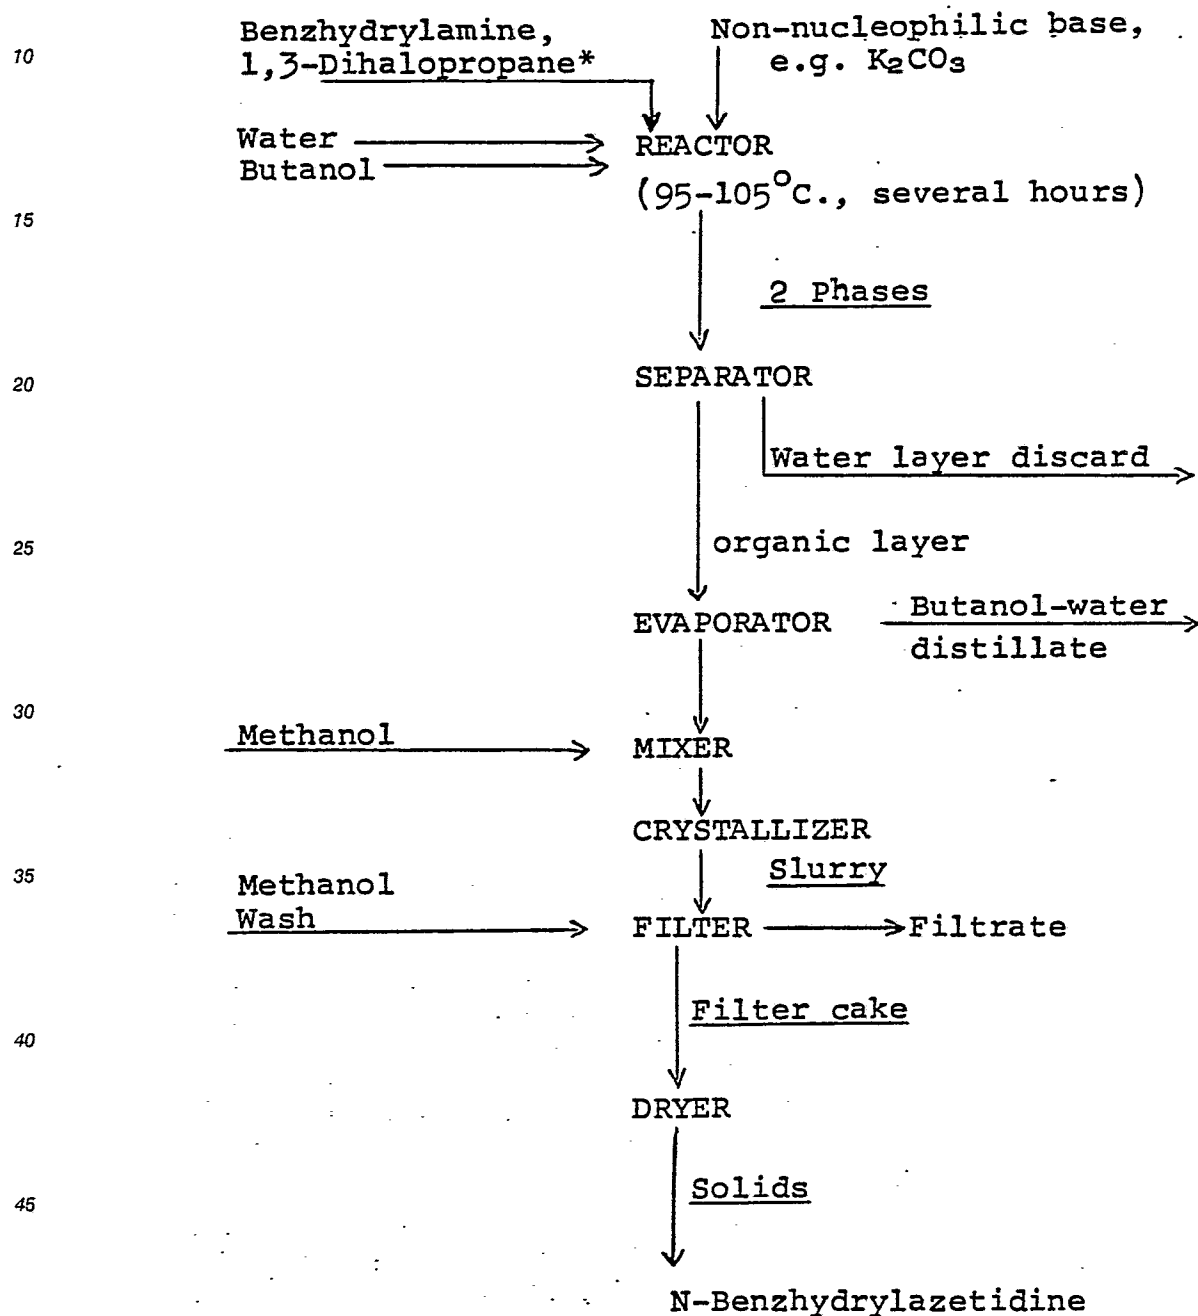 Benzhydrylamine,
1,3-Dihalopropane*
Non-nucleophilic base,
e.g. K₂CO₃
10
Water
Butanol
REACTOR
(95-105°C., several hours)
15
2 Phases
20
SEPARATOR
Water layer discard
25
organic layer
EVAPORATOR
Butanol-water
distillate
30
Methanol
MIXER
CRYSTALLIZER
35
Slurry
Methanol
Wash
FILTER
Filtrate
Filter cake
40
DRYER
45
Solids
N-Benzhydrylazetidine